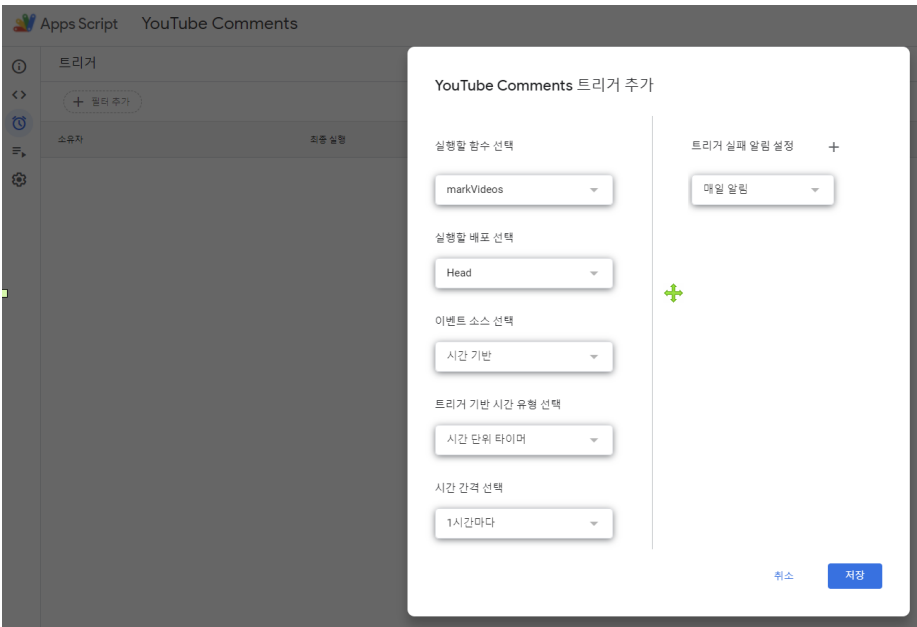 Apps Script YouTube Comments
트리거
필터 추가
소유자 최종 실행
YouTube Comments 트리거 추가
실행할 함수 선택
markVideos
실행할 배포 선택
Head
이벤트 소스 선택
시간 기반
트리거 기반 시간 유형 선택
시간 단위 타이머
시간 간격 선택
1시간마다
트리거 실패 알림 설정
매일 알림
취소 저장